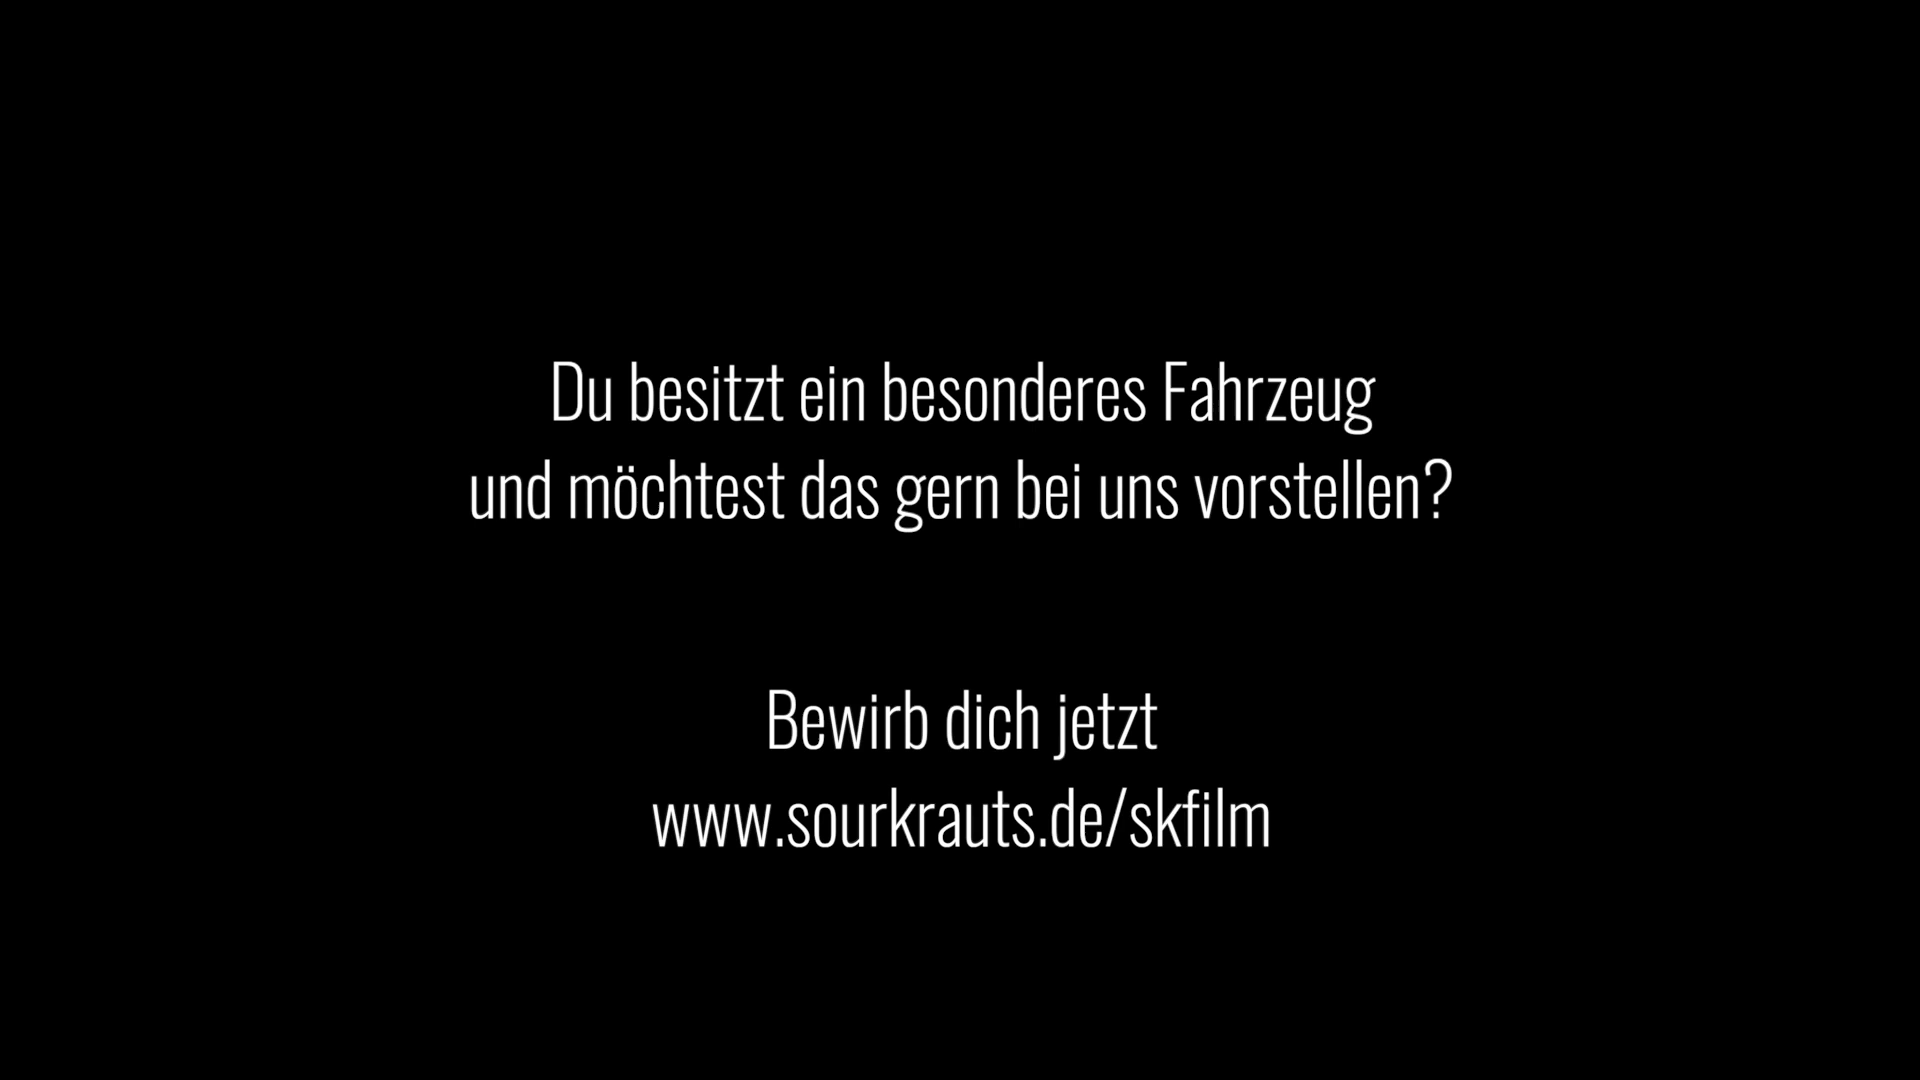 Du besitzt ein besonderes Fahrzeug
und möchtest das gern bei uns vorstellen?
Bewirb dich jetzt
www.sourkrauts.de/skfilm